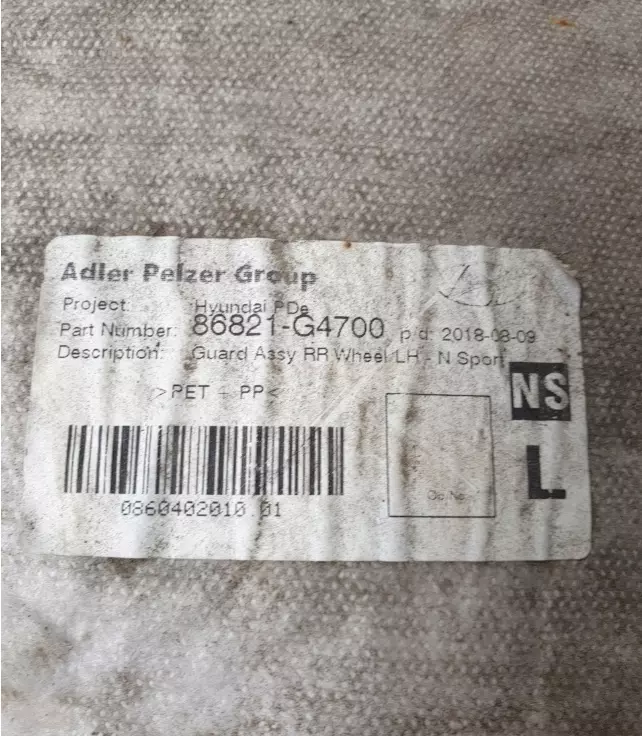 Adler Pelzer Group
Project: Hyundai PDe
Part Number: 86821-G4700 p/d: 2018-08-09
Description: Guard Assy RR Wheel LH - N Sport
>PET + PP<
NS
L
0860402010 01